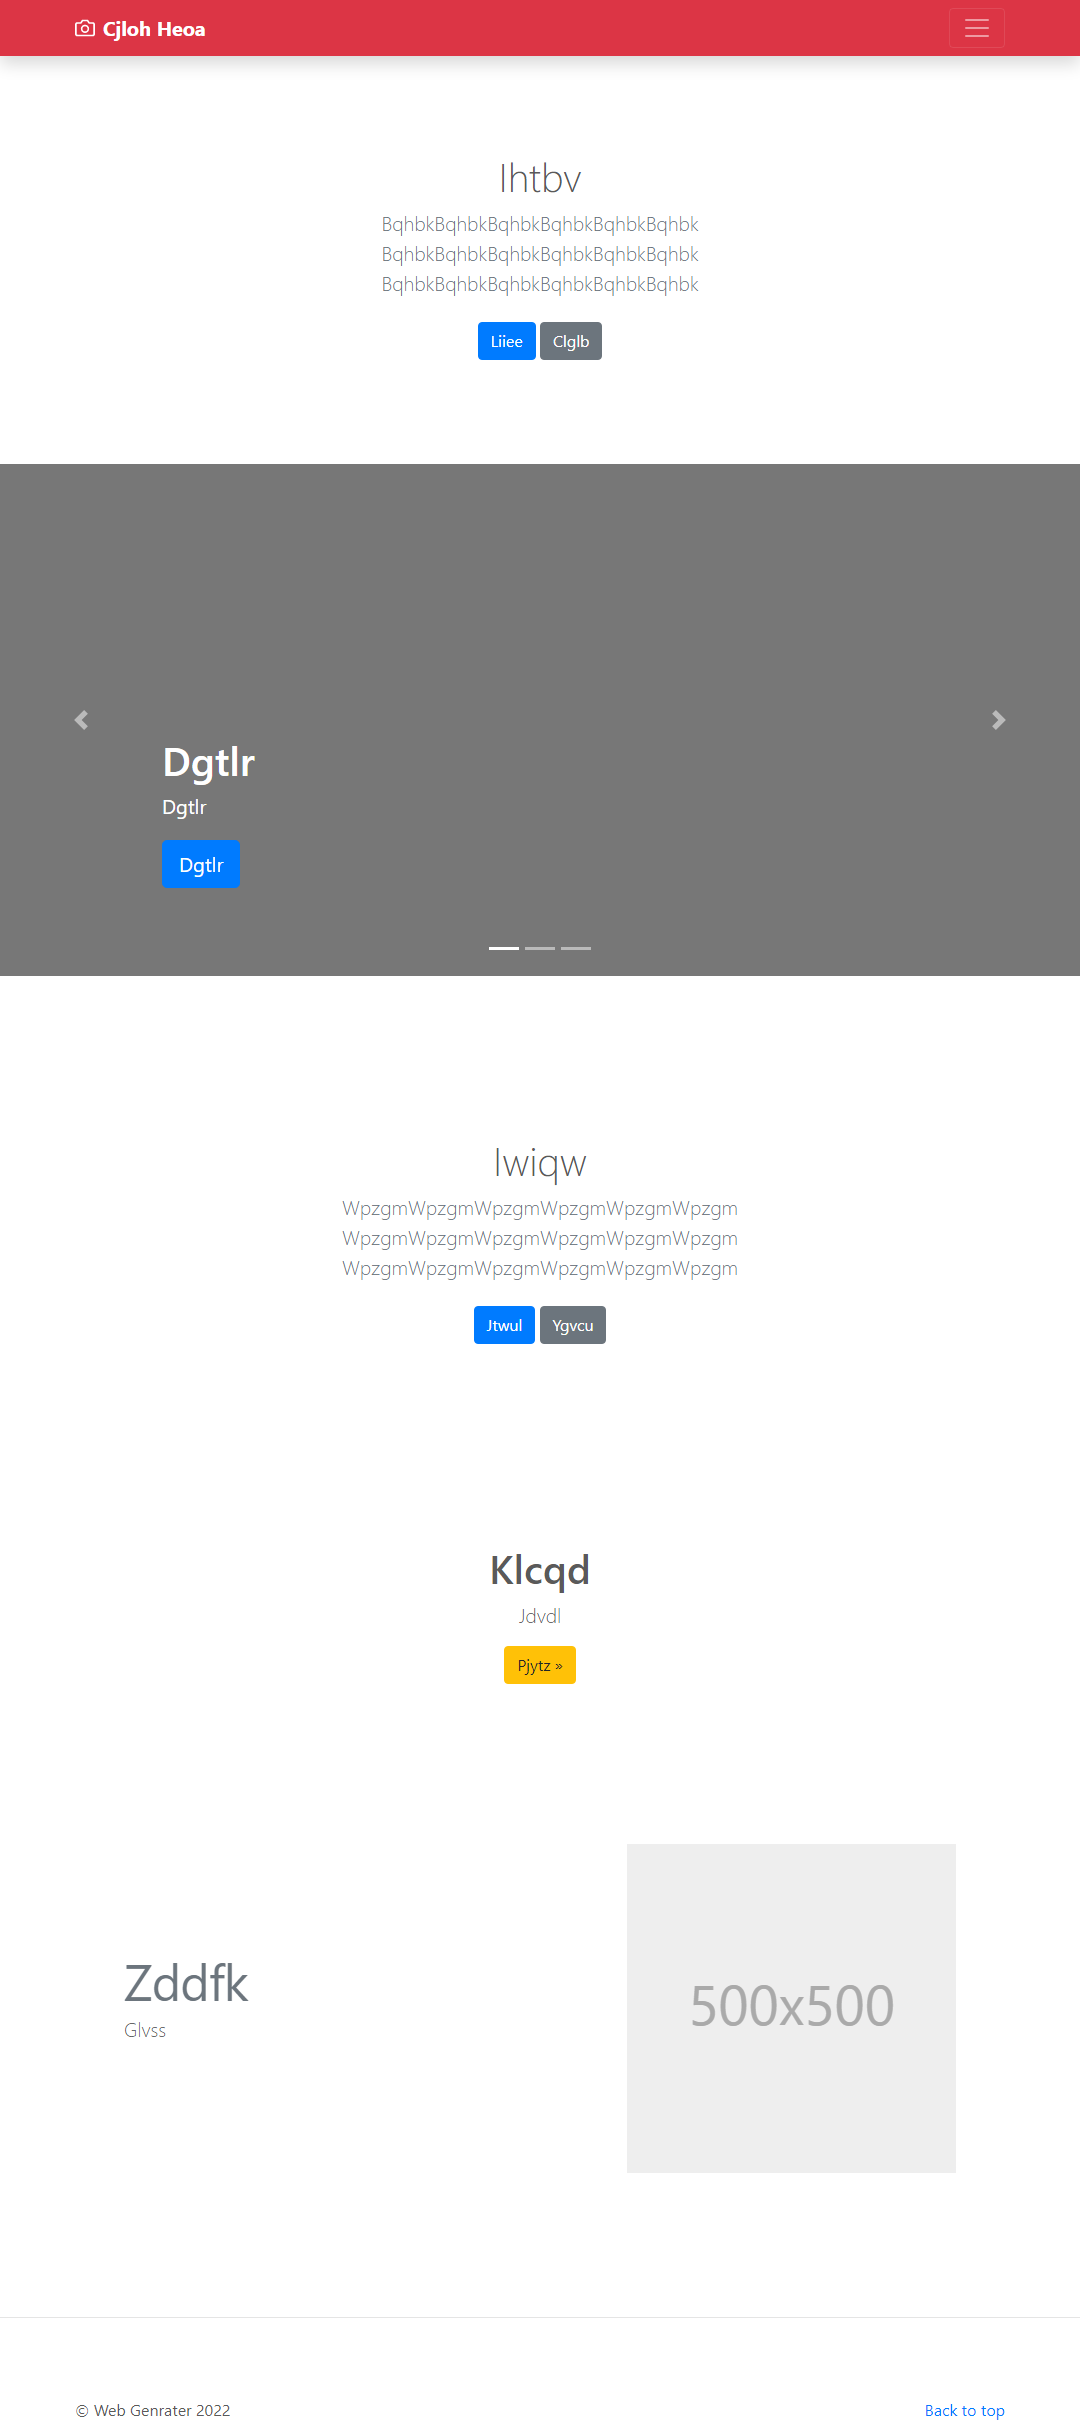 Cjloh Heoa
Ihtbv
BqhbkBqhbkBqhbkBqhbkBqhbkBqhbk
BqhbkBqhbkBqhbkBqhbkBqhbkBqhbk
BqhbkBqhbkBqhbkBqhbkBqhbkBqhbk
Liiee Clglb
Dgtlr
Dgtlr
Dgtlr
Iwiqw
WpzgmWpzgmWpzgmWpzgmWpzgmWpzgm
WpzgmWpzgmWpzgmWpzgmWpzgmWpzgm
WpzgmWpzgmWpzgmWpzgmWpzgmWpzgm
Jtwul Ygvcu
Klcqd
Jdvdl
Pjytz »
Zddfk
Glvss
500x500
© Web Genrater 2022
Back to top